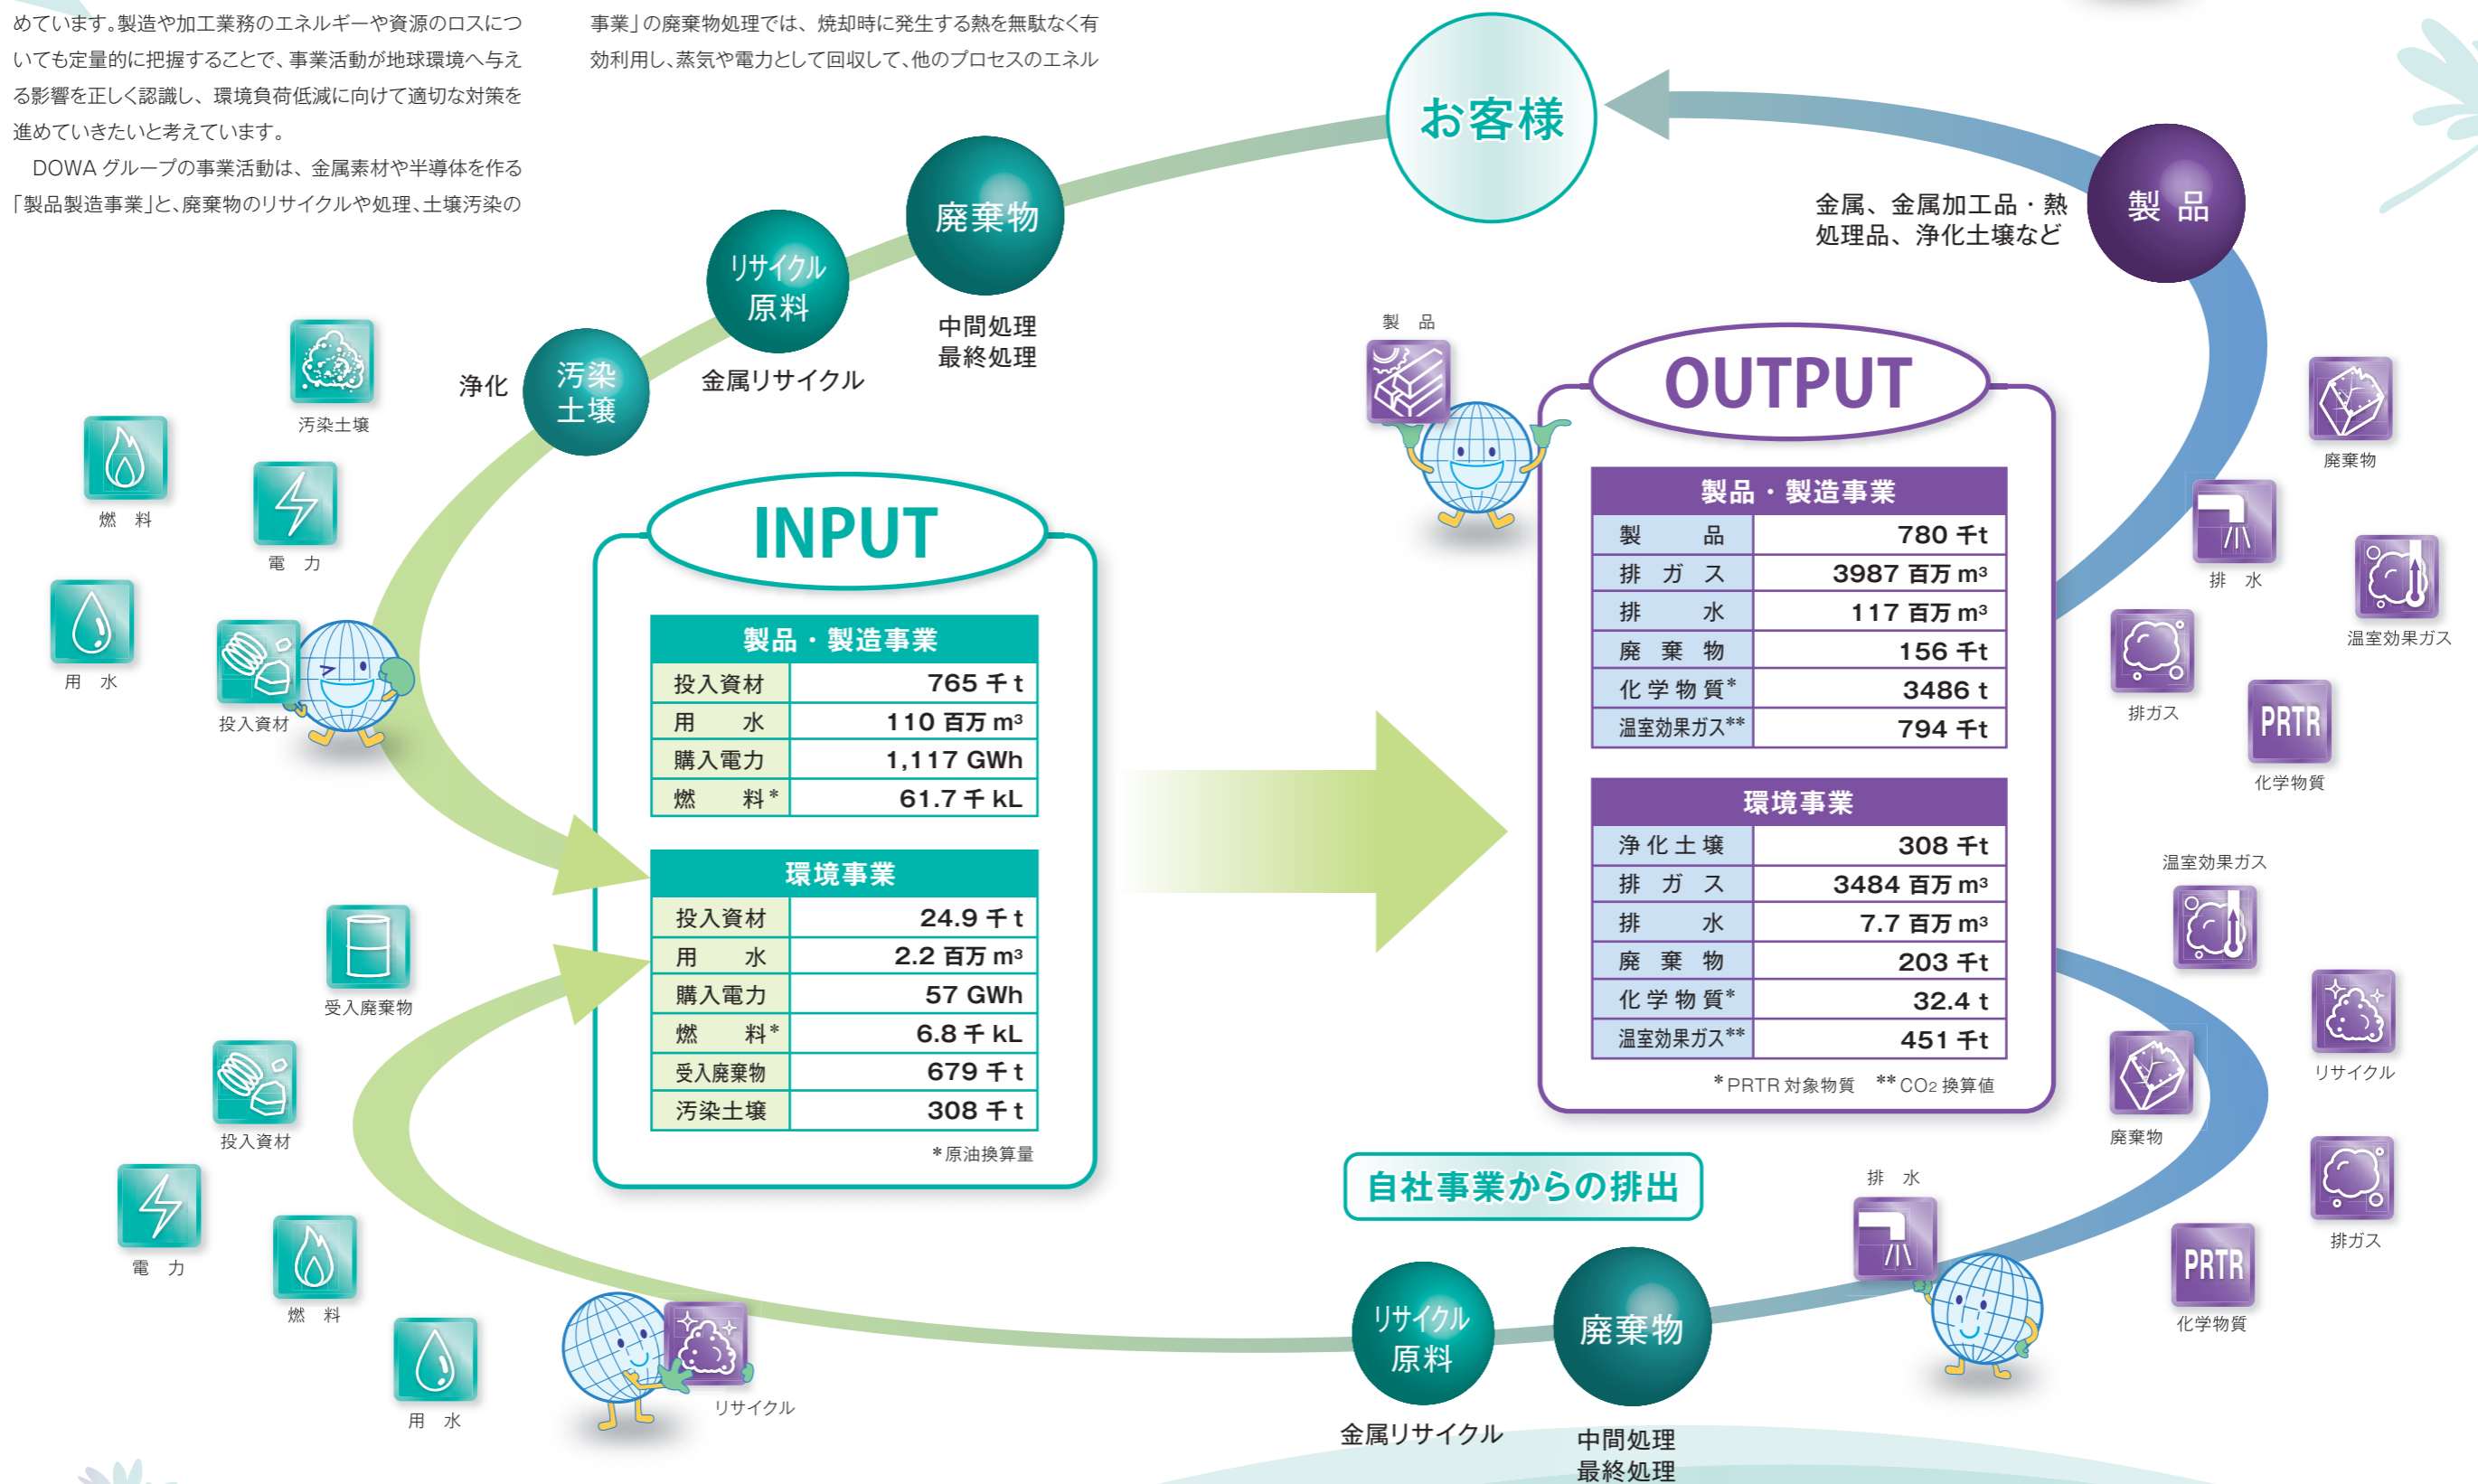 めています。製造や加工業務のエネルギーや資源のロスにつ
いても定量的に把握することで、事業活動が地球環境へ与え
る影響を正しく認識し、環境負荷低減に向けて適切な対策を
進めていきたいと考えています。
DOWA グループの事業活動は、金属素材や半導体を作る
「製品製造事業」と、廃棄物のリサイクルや処理、土壌汚染の
事業」の廃棄物処理では、焼却時に発生する熱を無駄なく有
効利用し、蒸気や電力として回収して、他のプロセスのエネル
お客様
製 品
金属、金属加工品・熱
処理品、浄化土壌など
廃棄物
中間処理
最終処理
リサイクル
原料
金属リサイクル
汚染
土壌
浄化
汚染土壌
燃 料
電 力
用 水
投入資材
INPUT
製品・製造事業
投入資材 765 千 t
用 水 110 百万 m³
購入電力 1,117 GWh
燃 料* 61.7 千 kL
環境事業
投入資材 24.9 千 t
用 水 2.2 百万 m³
購入電力 57 GWh
燃 料* 6.8 千 kL
受入廃棄物 679 千 t
汚染土壌 308 千 t
*原油換算量
受入廃棄物
投入資材
電 力
燃 料
用 水
リサイクル
製 品
OUTPUT
製品・製造事業
製 品 780 千t
排 ガ ス 3987 百万 m³
排 水 117 百万 m³
廃 棄 物 156 千t
化 学 物 質* 3486 t
温室効果ガス** 794 千t
環境事業
浄 化 土 壌 308 千t
排 ガ ス 3484 百万 m³
排 水 7.7 百万 m³
廃 棄 物 203 千t
化 学 物 質* 32.4 t
温室効果ガス** 451 千t
*PRTR 対象物質 **CO2 換算値
廃棄物
排 水
温室効果ガス
排ガス
PRTR
化学物質
温室効果ガス
リサイクル
廃棄物
排ガス
PRTR
化学物質
排 水
自社事業からの排出
リサイクル
原料
金属リサイクル
廃棄物
中間処理
最終処理